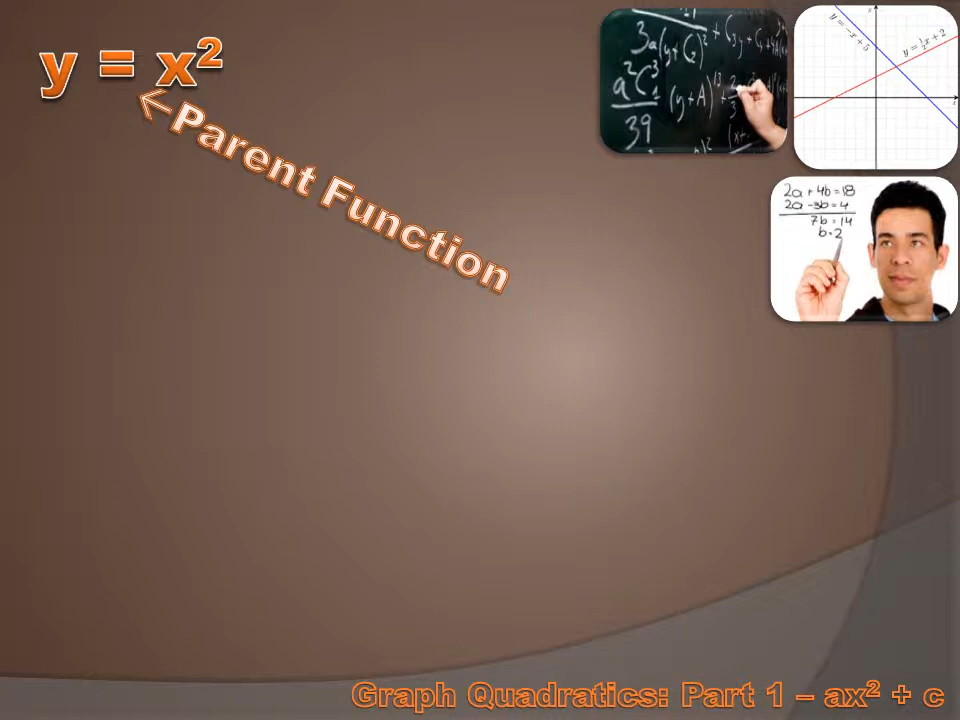 y = x²
←Parent Function
y = -x + 5
y = ½x + 2
2a + 4b = 18
2a - 3b = 4
7b = 14
b = 2
Graph Quadratics: Part 1 – ax² + c